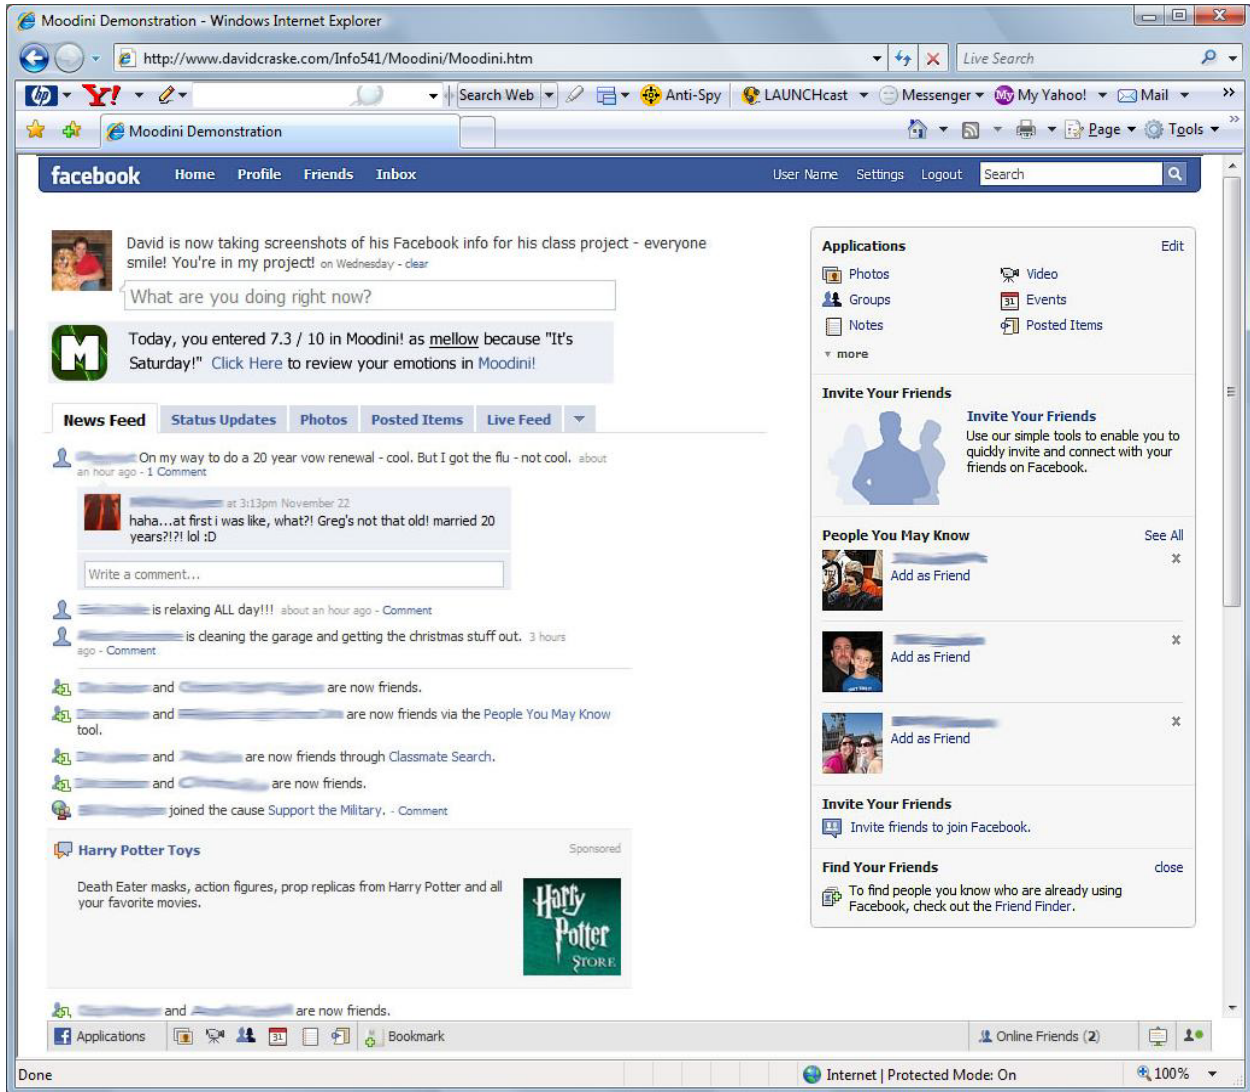 Moodini Demonstration - Windows Internet Explorer
http://www.davidcraske.com/Info541/Moodini/Moodini.htm
Live Search
hp
Y!
Search Web
Anti-Spy
LAUNCHcast
Messenger
My
My Yahoo!
Mail
Moodini Demonstration
Page
Tools
facebook
Home Profile Friends Inbox
User Name Settings Logout
Search
David is now taking screenshots of his Facebook info for his class project - everyone
smile! You're in my project! on Wednesday - clear
What are you doing right now?
M
Today, you entered 7.3 / 10 in Moodini! as mellow because "It's
Saturday!" Click Here to review your emotions in Moodini!
News Feed Status Updates Photos Posted Items Live Feed
On my way to do a 20 year vow renewal - cool. But I got the flu - not cool. about
an hour ago - 1 Comment
at 3:13pm November 22
haha...at first i was like, what?! Greg's not that old! married 20
years?!?! lol :D
Write a comment...
is relaxing ALL day!!! about an hour ago - Comment
is cleaning the garage and getting the christmas stuff out. 3 hours
ago - Comment
and are now friends.
and are now friends via the People You May Know
tool.
and are now friends through Classmate Search.
and are now friends.
joined the cause Support the Military. - Comment
Harry Potter Toys
Sponsored
Death Eater masks, action figures, prop replicas from Harry Potter and all
your favorite movies.
Harry
Potter
STORE
and are now friends.
Applications
Edit
Photos
Video
Groups
31
Events
Notes
Posted Items
more
Invite Your Friends
Invite Your Friends
Use our simple tools to enable you to
quickly invite and connect with your
friends on Facebook.
People You May Know
See All
Add as Friend
x
Add as Friend
x
Add as Friend
x
Invite Your Friends
Invite friends to join Facebook.
Find Your Friends
close
To find people you know who are already using
Facebook, check out the Friend Finder.
f
Applications
31
Bookmark
Online Friends (2)
Done
Internet | Protected Mode: On
100%